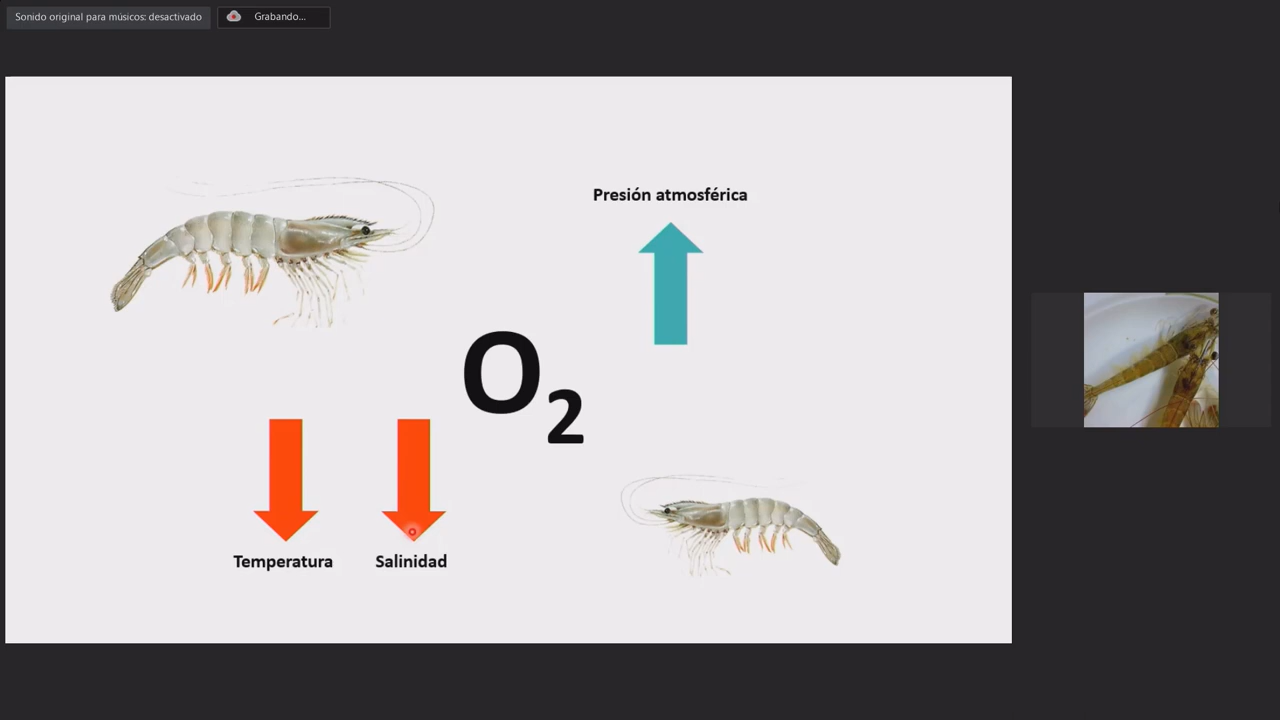 Sonido original para músicos: desactivado
Grabando...
Presión atmosférica
O₂
Temperatura
Salinidad